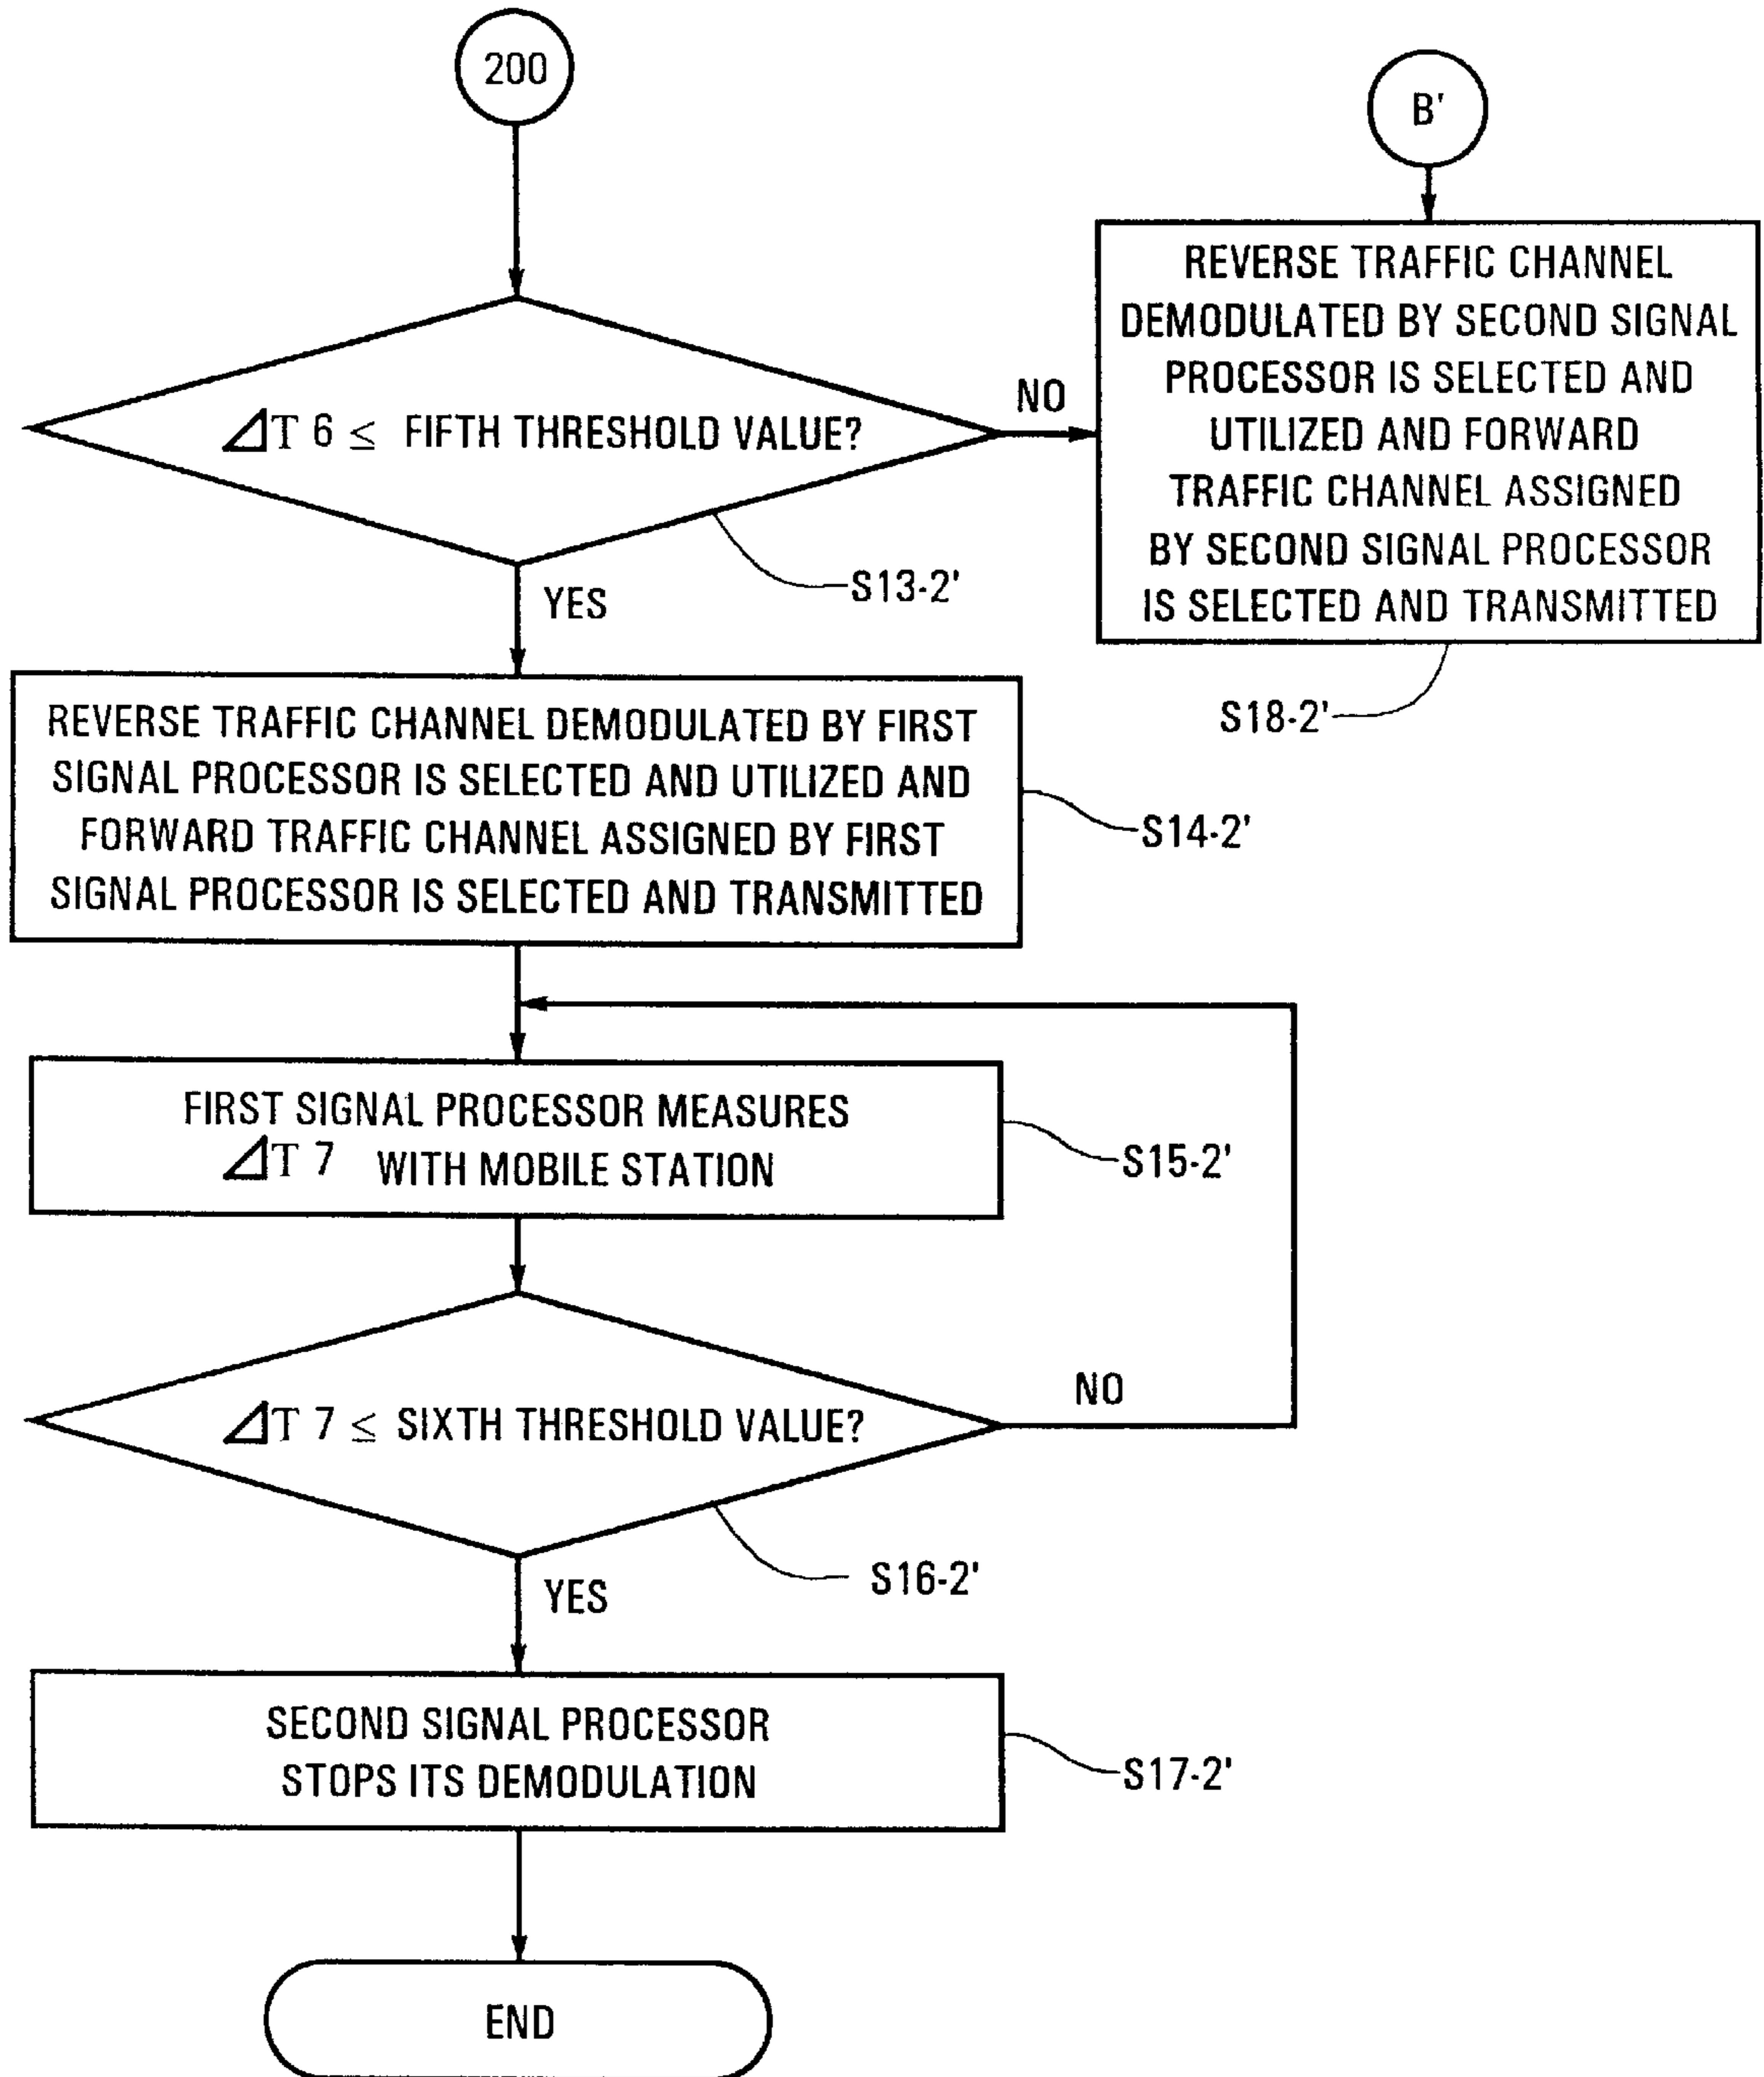 200
B'
REVERSE TRAFFIC CHANNEL
DEMODULATED BY SECOND SIGNAL
PROCESSOR IS SELECTED AND
UTILIZED AND FORWARD
TRAFFIC CHANNEL ASSIGNED
BY SECOND SIGNAL PROCESSOR
IS SELECTED AND TRANSMITTED
S18-2'
⊿T 6 ≤ FIFTH THRESHOLD VALUE?
NO
S13-2'
YES
REVERSE TRAFFIC CHANNEL DEMODULATED BY FIRST
SIGNAL PROCESSOR IS SELECTED AND UTILIZED AND
FORWARD TRAFFIC CHANNEL ASSIGNED BY FIRST
SIGNAL PROCESSOR IS SELECTED AND TRANSMITTED
S14-2'
FIRST SIGNAL PROCESSOR MEASURES
⊿T 7 WITH MOBILE STATION
S15-2'
⊿T 7 ≤ SIXTH THRESHOLD VALUE?
NO
S16-2'
YES
SECOND SIGNAL PROCESSOR
STOPS ITS DEMODULATION
S17-2'
END